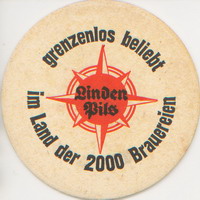 grenzenlos beliebt
Linden
Pils
im Land der 2000 Brauereien